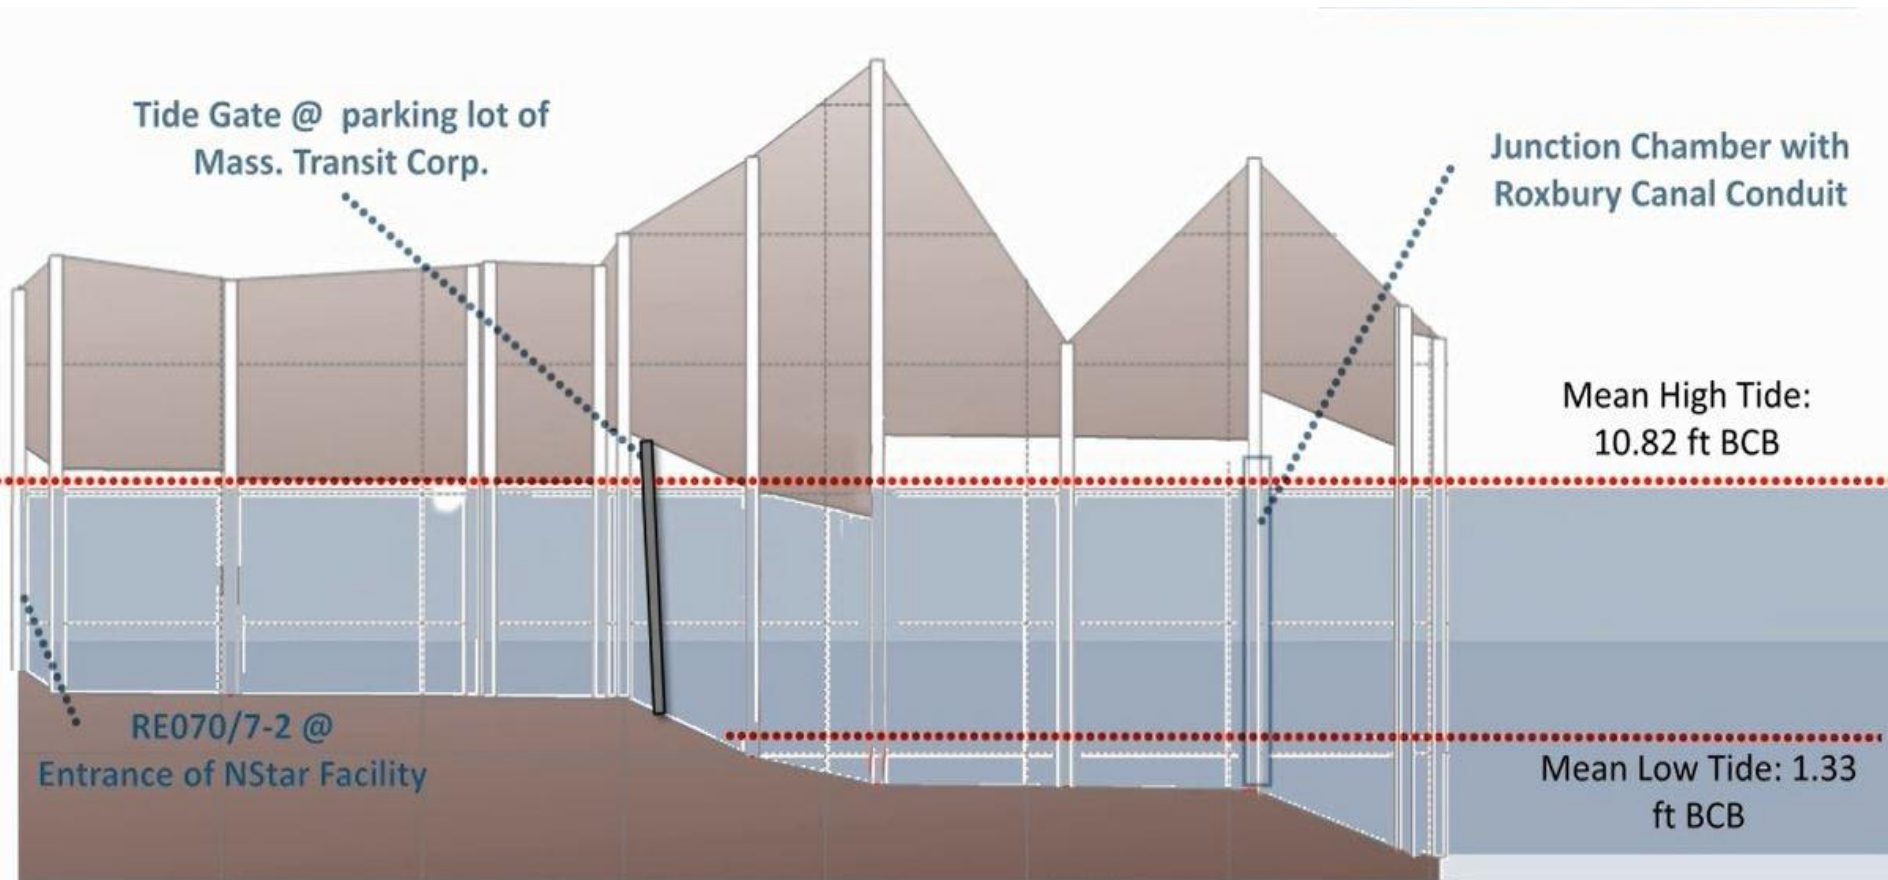 Tide Gate @ parking lot of
Mass. Transit Corp.
Junction Chamber with
Roxbury Canal Conduit
Mean High Tide:
10.82 ft BCB
RE070/7-2 @
Entrance of NStar Facility
Mean Low Tide: 1.33
ft BCB